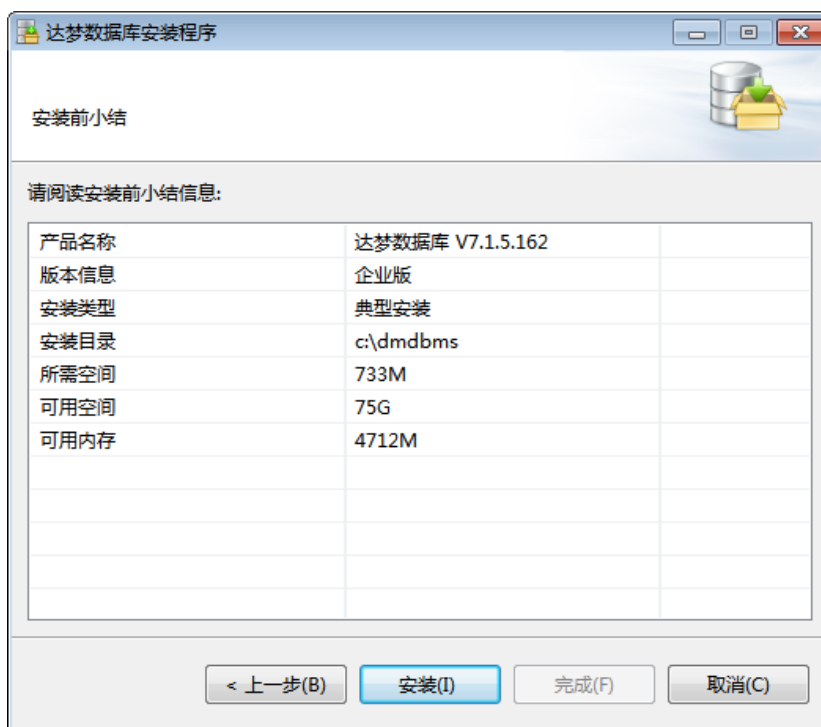 达梦数据库安装程序
安装前小结
请阅读安装前小结信息:
产品名称 达梦数据库 V7.1.5.162
版本信息 企业版
安装类型 典型安装
安装目录 c:\dmdbms
所需空间 733M
可用空间 75G
可用内存 4712M
< 上一步(B) 安装(I) 完成(F) 取消(C)